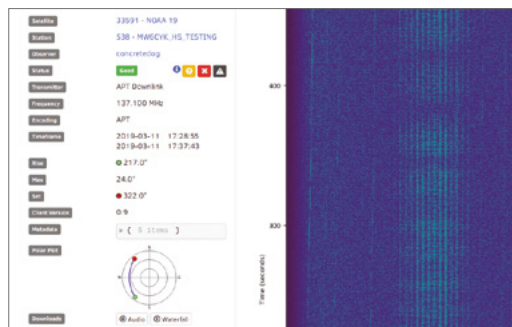 Satellite 33591 - NOAA 19
Station 538 - MW6CYK_HS_TESTING
Observer concretedog
Status Good
Transmitter APT Downlink
Frequency 137.100 MHz
Encoding APT
Timeframe 2019-03-11 17:28:55
2019-03-11 17:37:43
Rise 217.0°
Max 24.0°
Set 322.0°
Client Version 0.9
Metadata { 5 items }
Polar Plot
Downloads Audio Waterfall
400
300
Time (seconds)